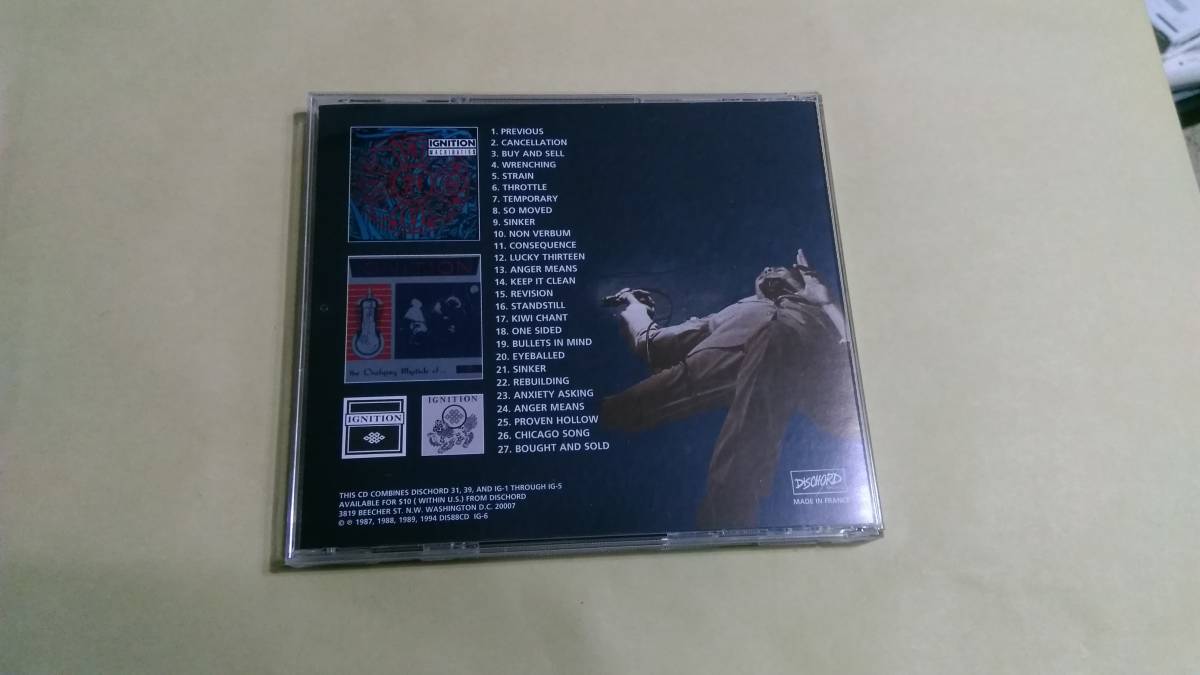 IGNITION
MACHINATION
IGNITION
the Orafying Mysticle of...
IGNITION
IGNITION
1. PREVIOUS
2. CANCELLATION
3. BUY AND SELL
4. WRENCHING
5. STRAIN
6. THROTTLE
7. TEMPORARY
8. SO MOVED
9. SINKER
10. NON VERBUM
11. CONSEQUENCE
12. LUCKY THIRTEEN
13. ANGER MEANS
14. KEEP IT CLEAN
15. REVISION
16. STANDSTILL
17. KIWI CHANT
18. ONE SIDED
19. BULLETS IN MIND
20. EYEBALLED
21. SINKER
22. REBUILDING
23. ANXIETY ASKING
24. ANGER MEANS
25. PROVEN HOLLOW
26. CHICAGO SONG
27. BOUGHT AND SOLD
THIS CD COMBINES DISCHORD 31, 39, AND IG-1 THROUGH IG-5
AVAILABLE FOR $10 ( WITHIN U.S.) FROM DISCHORD
3819 BEECHER ST. N.W. WASHINGTON D.C. 20007
© ℗ 1987, 1988, 1989, 1994 DIS88CD IG-6
DISCHORD
MADE IN FRANCE